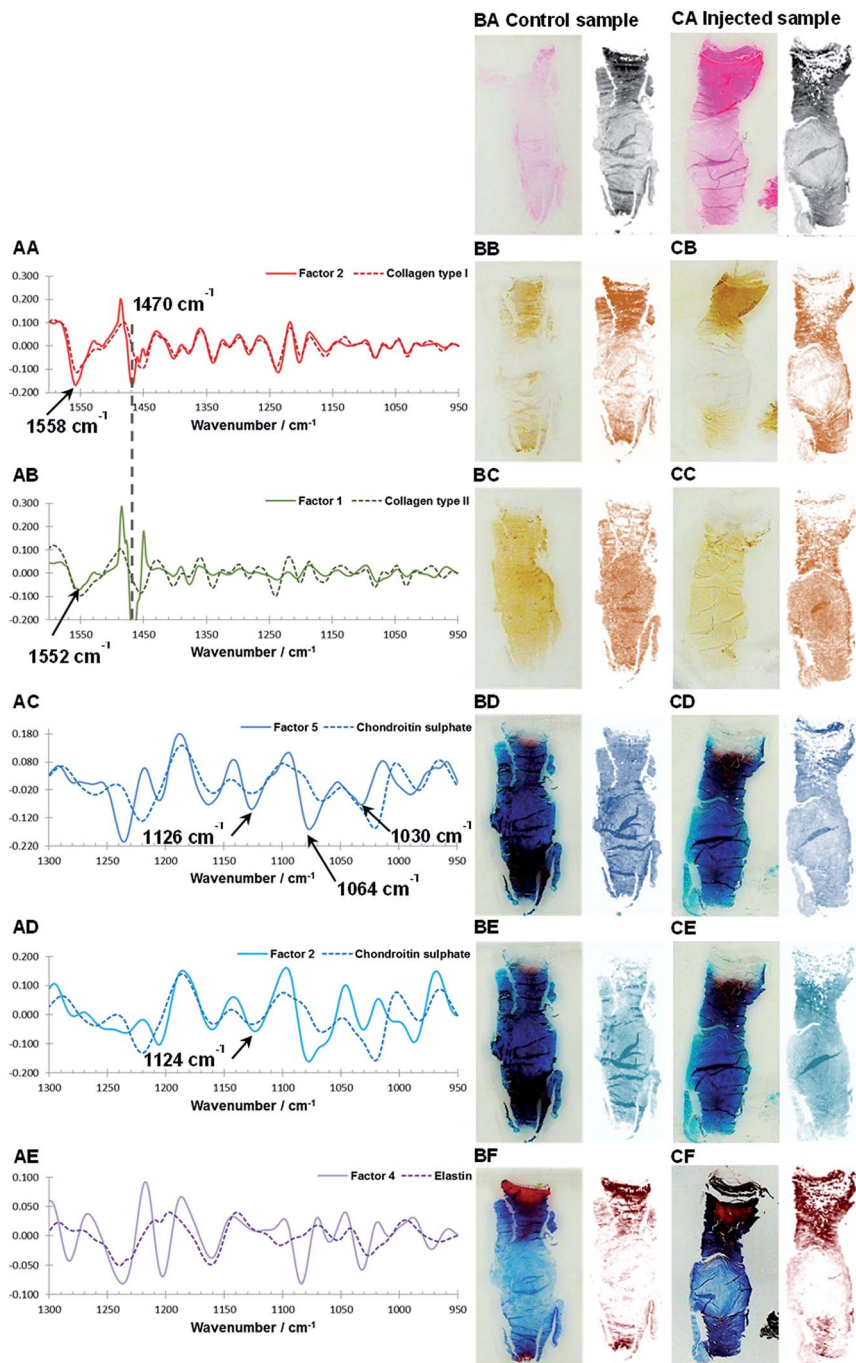 BA Control sample
CA Injected sample
AA
Factor 2
Collagen type I
1470 cm⁻¹
0.300
0.200
0.100
0.000
-0.100
-0.200
1550
1450
1350
1250
1150
1050
950
1558 cm⁻¹
Wavenumber / cm⁻¹
BB
CB
AB
Factor 1
Collagen type II
0.300
0.200
0.100
0.000
-0.100
-0.200
1550
1450
1350
1250
1150
1050
950
1552 cm⁻¹
Wavenumber / cm⁻¹
BC
CC
AC
Factor 5
Chondroitin sulphate
0.180
0.080
-0.020
-0.120
-0.220
1126 cm⁻¹
1030 cm⁻¹
1064 cm⁻¹
1300
1250
1200
1150
1100
1050
1000
950
Wavenumber / cm⁻¹
BD
CD
AD
Factor 2
Chondroitin sulphate
0.200
0.100
0.000
-0.100
-0.200
1124 cm⁻¹
1300
1250
1200
1150
1100
1050
1000
950
Wavenumber / cm⁻¹
BE
CE
AE
Factor 4
Elastin
0.100
0.050
0.000
-0.050
-0.100
1300
1250
1200
1150
1100
1050
1000
950
Wavenumber / cm⁻¹
BF
CF